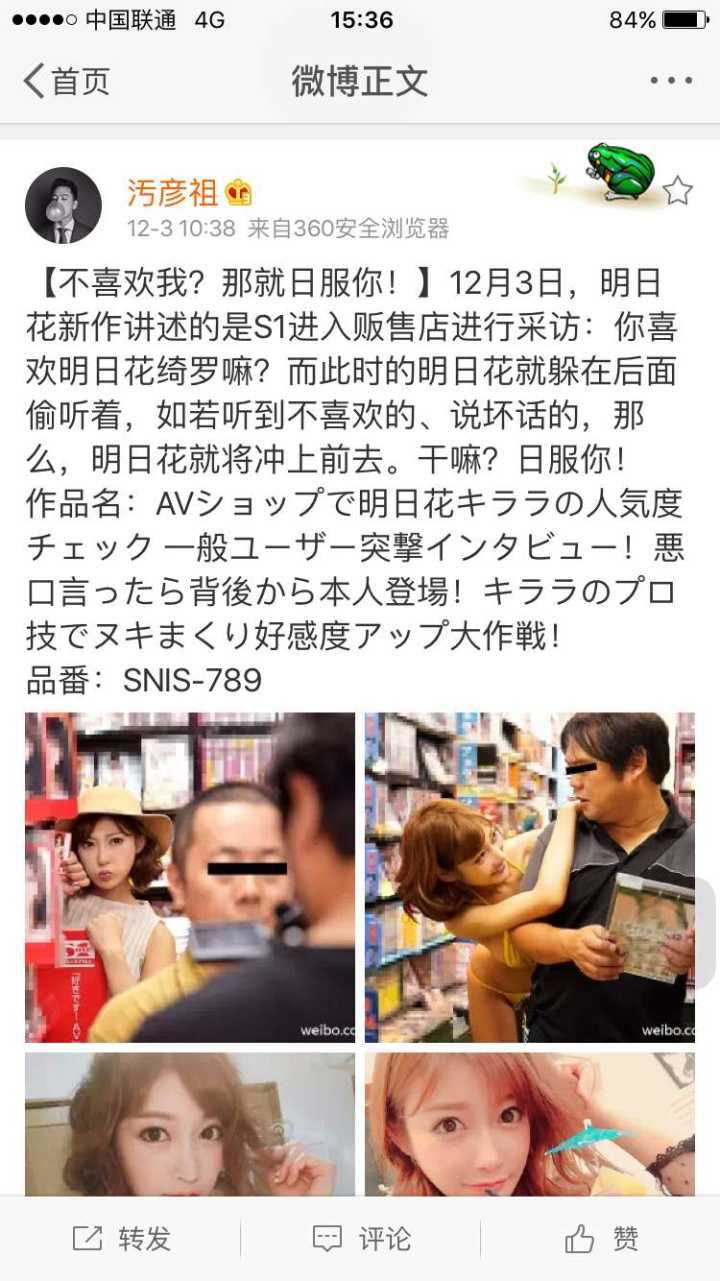 中国联通 4G 15:36 84%
首页 微博正文
汚彦祖
12-3 10:38 来自360安全浏览器
【不喜欢我？那就日服你！】12月3日，明日
花新作讲述的是S1进入贩售店进行采访：你喜
欢明日花绮罗嘛？而此时的明日花就躲在后面
偷听着，如若听到不喜欢的、说坏话的，那
么，明日花就将冲上前去。干嘛？日服你！
作品名：AVショップで明日花キララの人気度
チェック 一般ユーザー突撃インタビュー！悪
口言ったら背後から本人登場！キララのプロ
技でヌキまくり好感度アップ大作戦！
品番：SNIS-789
weibo.co
weibo.co
转发 评论 赞